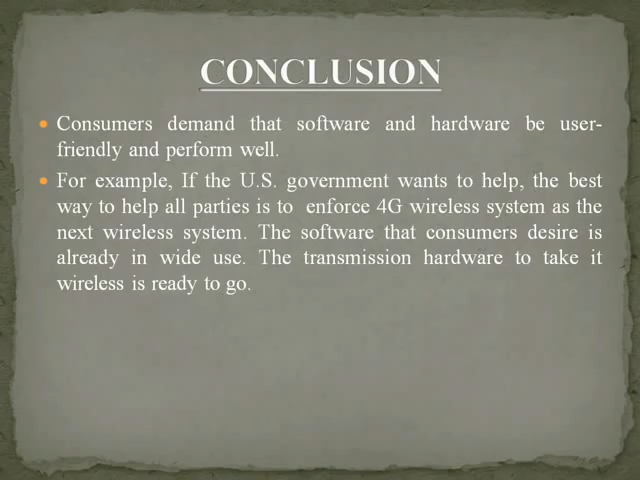 CONCLUSION
• Consumers demand that software and hardware be user-
friendly and perform well.
• For example, If the U.S. government wants to help, the best
way to help all parties is to  enforce 4G wireless system as the
next wireless system. The software that consumers desire is
already in wide use. The transmission hardware to take it
wireless is ready to go.